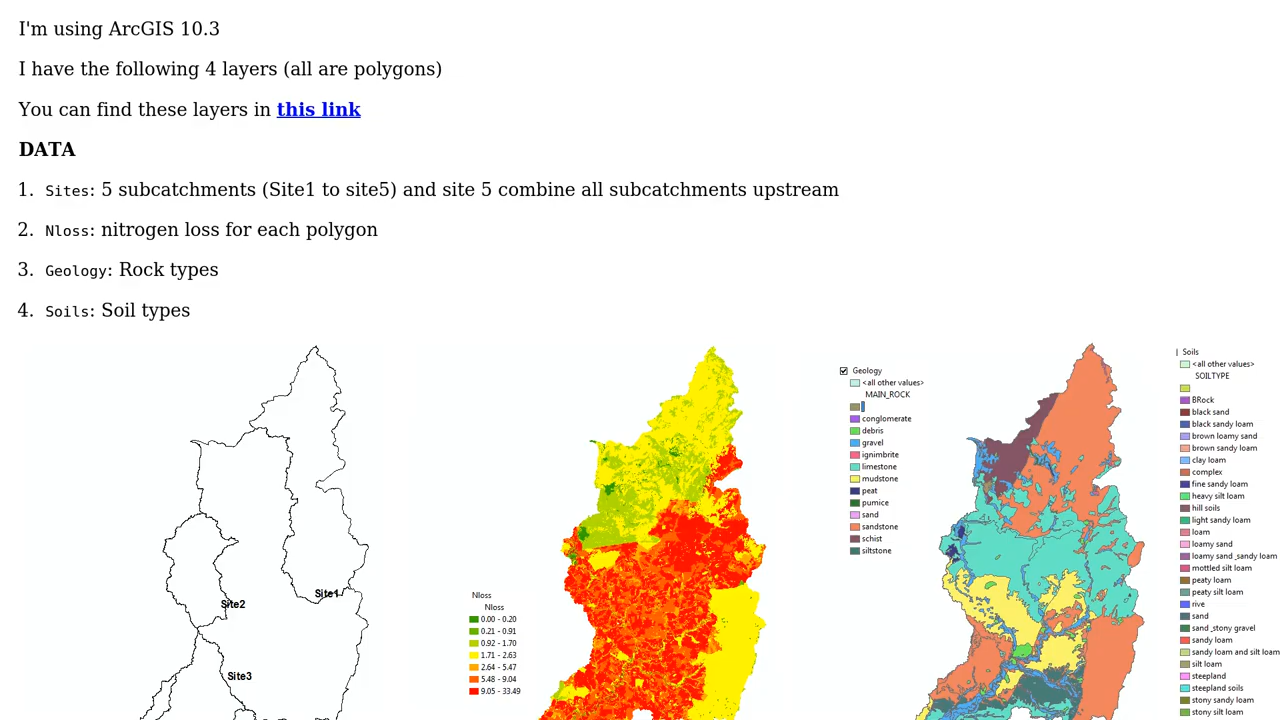 I'm using ArcGIS 10.3
I have the following 4 layers (all are polygons)
You can find these layers in this link
DATA
1. Sites: 5 subcatchments (Site1 to site5) and site 5 combine all subcatchments upstream
2. Nloss: nitrogen loss for each polygon
3. Geology: Rock types
4. Soils: Soil types
Site1
Site2
Site3
Nloss
Nloss
0.00 - 0.20
0.21 - 0.91
0.92 - 1.70
1.71 - 2.63
2.64 - 5.47
5.48 - 9.04
9.05 - 33.49
Geology
<all other values>
MAIN_ROCK
conglomerate
debris
gravel
ignimbrite
limestone
mudstone
peat
pumice
sand
sandstone
schist
siltstone
Soils
<all other values>
SOILTYPE
BRock
black sand
black sandy loam
brown loamy sand
brown sandy loam
clay loam
complex
fine sandy loam
heavy silt loam
hill soils
light sandy loam
loam
loamy sand
loamy sand _sandy loam
mottled silt loam
peaty loam
peaty silt loam
rive
sand
sand _stony gravel
sandy loam
sandy loam and silt loam
silt loam
steepland
steepland soils
stony sandy loam
stony silt loam